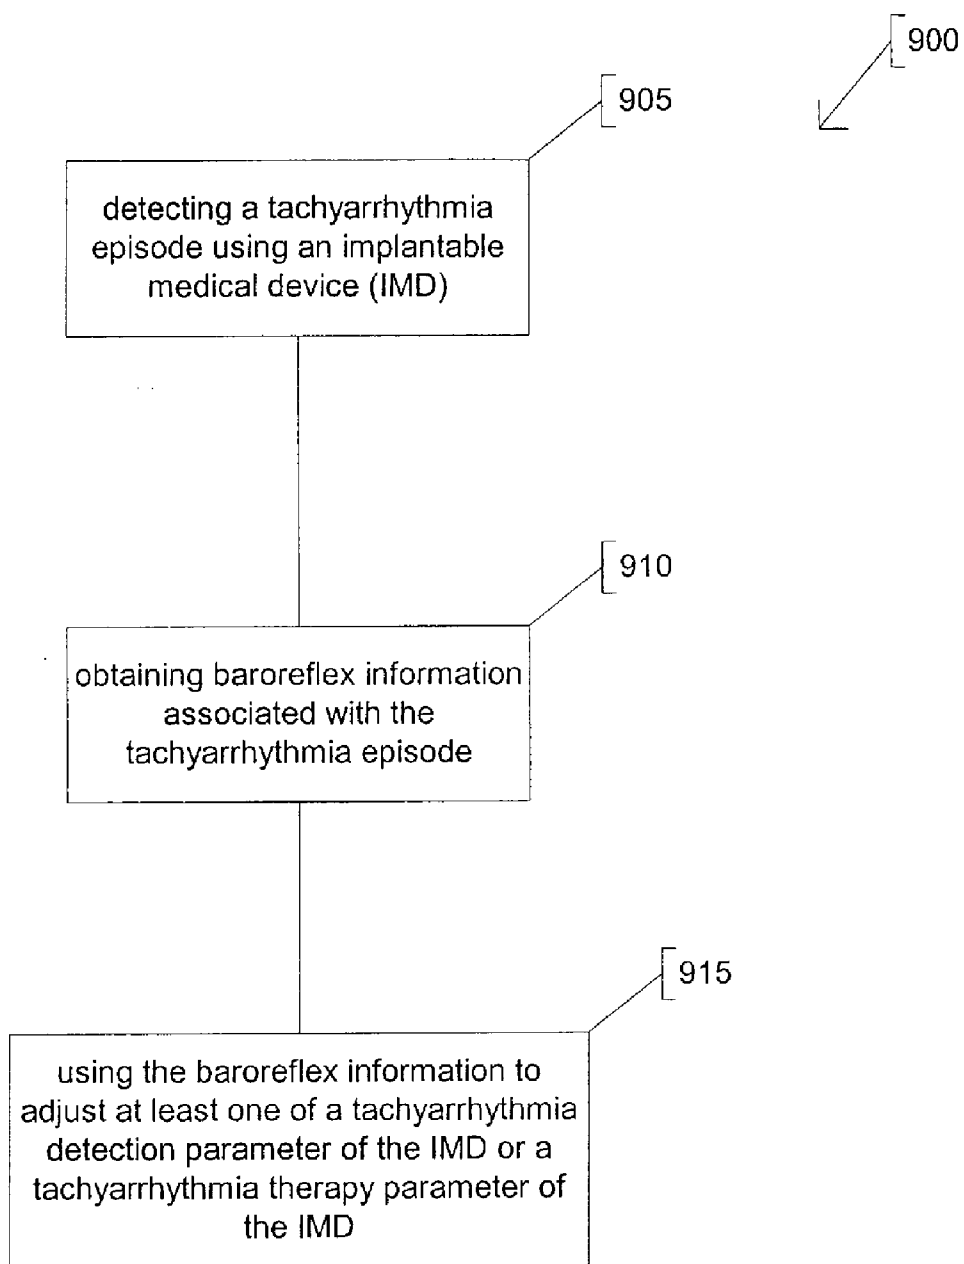 900
905
detecting a tachyarrhythmia
episode using an implantable
medical device (IMD)
910
obtaining baroreflex information
associated with the
tachyarrhythmia episode
915
using the baroreflex information to
adjust at least one of a tachyarrhythmia
detection parameter of the IMD or a
tachyarrhythmia therapy parameter of
the IMD